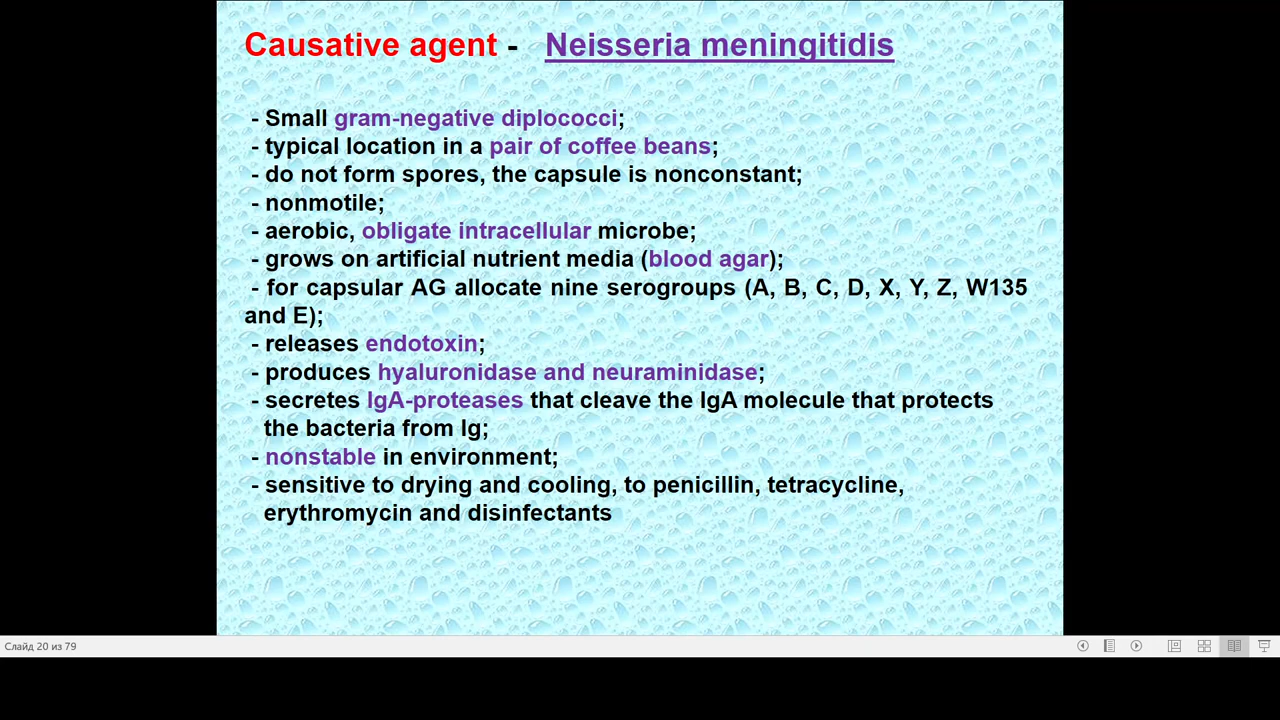 Causative agent - Neisseria meningitidis
- Small gram-negative diplococci;
- typical location in a pair of coffee beans;
- do not form spores, the capsule is nonconstant;
- nonmotile;
- aerobic, obligate intracellular microbe;
- grows on artificial nutrient media (blood agar);
- for capsular AG allocate nine serogroups (A, B, C, D, X, Y, Z, W135
and E);
- releases endotoxin;
- produces hyaluronidase and neuraminidase;
- secretes IgA-proteases that cleave the IgA molecule that protects
the bacteria from Ig;
- nonstable in environment;
- sensitive to drying and cooling, to penicillin, tetracycline,
erythromycin and disinfectants
Слайд 20 из 79